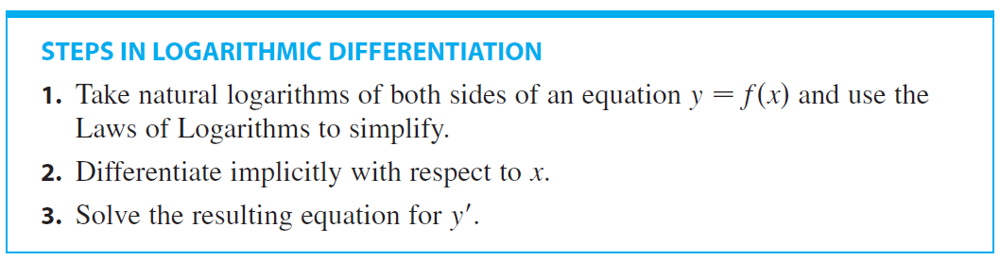 STEPS IN LOGARITHMIC DIFFERENTIATION
1. Take natural logarithms of both sides of an equation y = f(x) and use the
Laws of Logarithms to simplify.
2. Differentiate implicitly with respect to x.
3. Solve the resulting equation for y′.